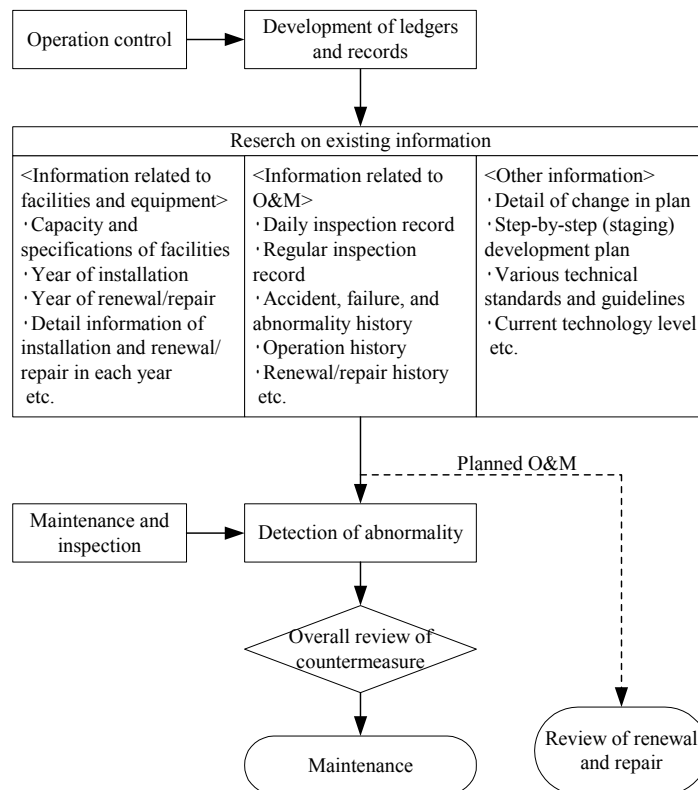 Operation control
Development of ledgers
and records
Reserch on existing information
<Information related to
facilities and equipment>
・Capacity and
specifications of facilities
・Year of installation
・Year of renewal/repair
・Detail information of
installation and renewal/
repair in each year
etc.
<Information related to
O&M>
・Daily inspection record
・Regular inspection
record
・Accident, failure, and
abnormality history
・Operation history
・Renewal/repair history
etc.
<Other information>
・Detail of change in plan
・Step-by-step (staging)
development plan
・Various technical
standards and guidelines
・Current technology level
etc.
Planned O&M
Maintenance and
inspection
Detection of abnormality
Overall review of
countermeasure
Maintenance
Review of renewal
and repair